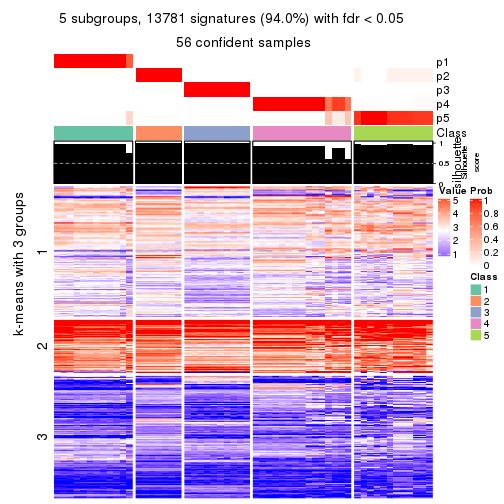 5 subgroups, 13781 signatures (94.0%) with fdr < 0.05
56 confident samples
p1
p2
p3
p4
p5
Class
1
0.5
0
silhouette
Silhouette
score
k-means with 3 groups
1
2
3
Value
5
4
3
2
1
Prob
1
0.8
0.6
0.4
0.2
0
Class
1
2
3
4
5